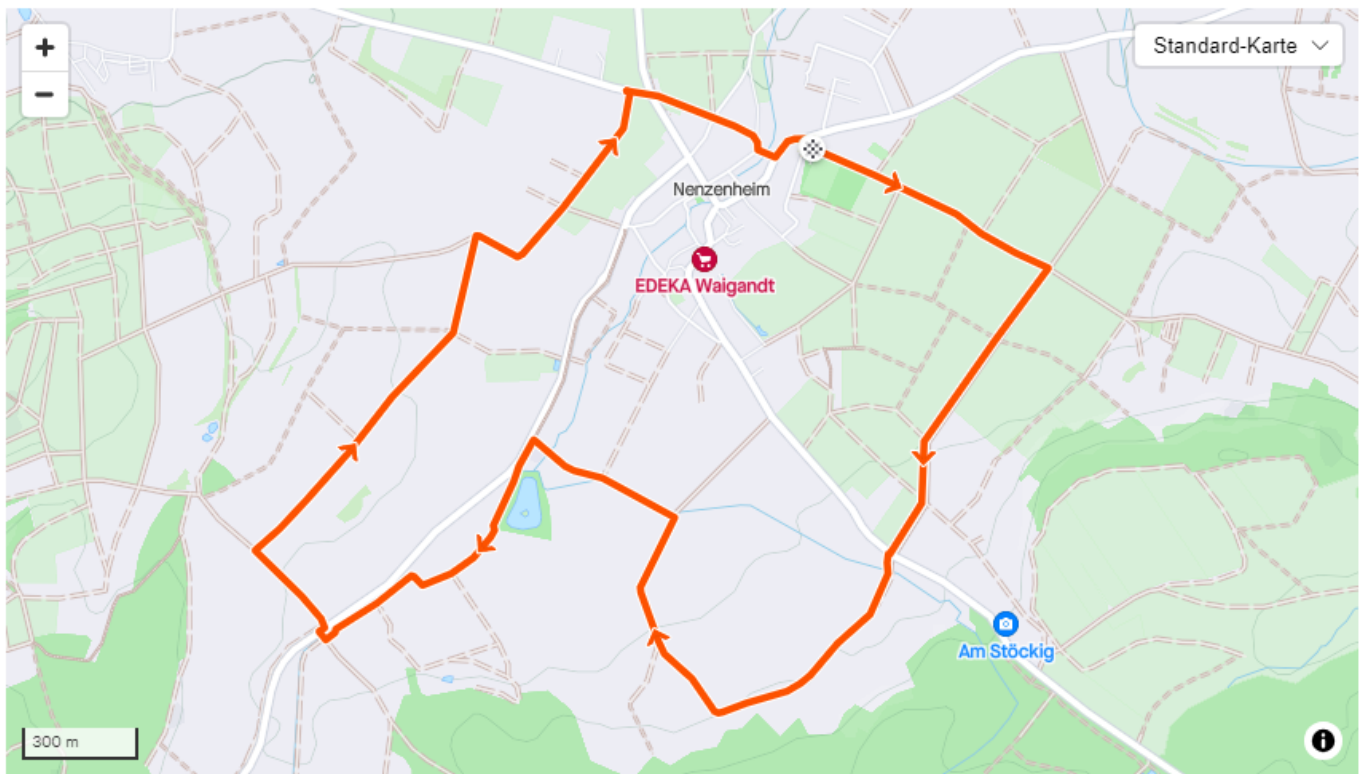 +
Standard-Karte
−
Nenzenheim
EDEKA Waigandt
Am Stöckig
300 m
i